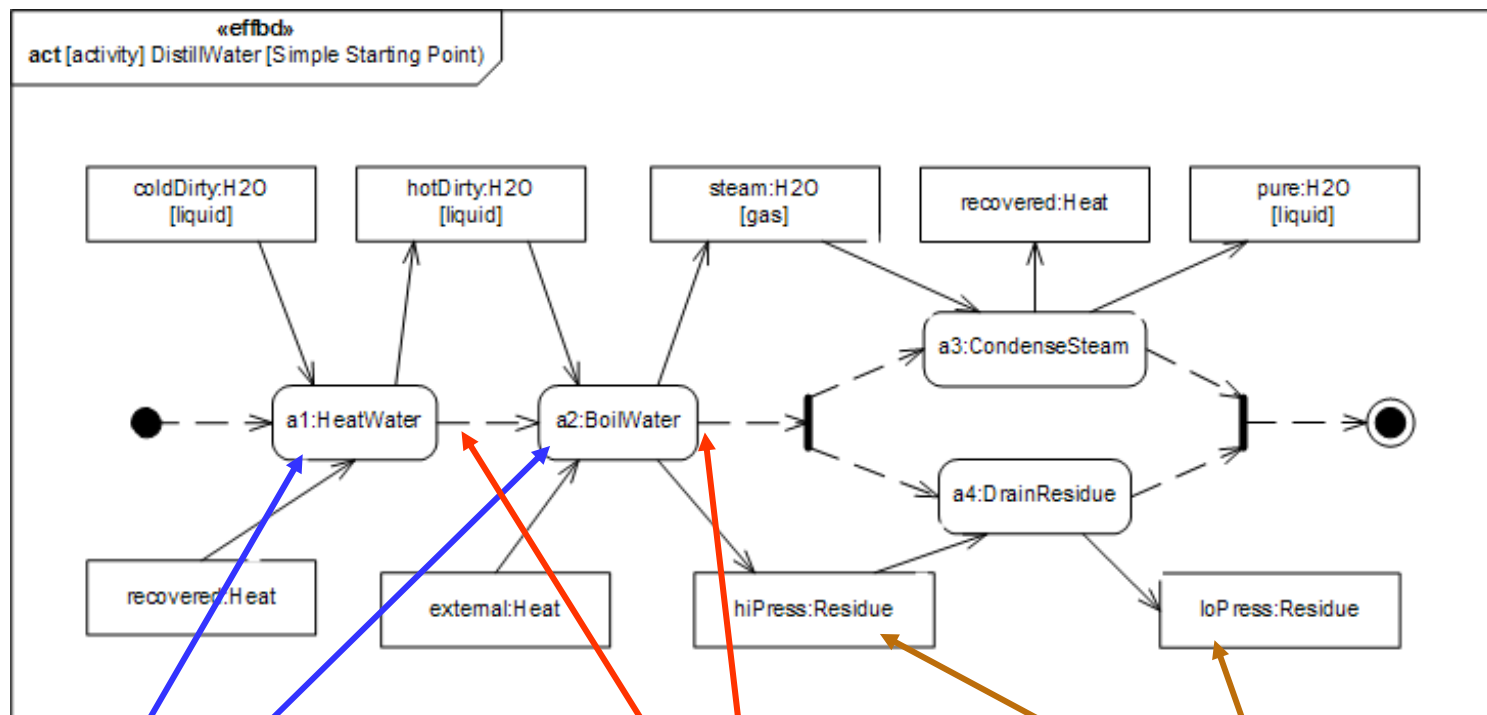 «effbd»
act [activity] DistillWater [Simple Starting Point)
coldDirty:H2O
[liquid]
hotDirty:H2O
[liquid]
steam:H2O
[gas]
recovered:Heat
pure:H2O
[liquid]
a3:CondenseSteam
a1:HeatWater
a2:BoilWater
a4:DrainResidue
recovered:Heat
external:Heat
hiPress:Residue
loPress:Residue